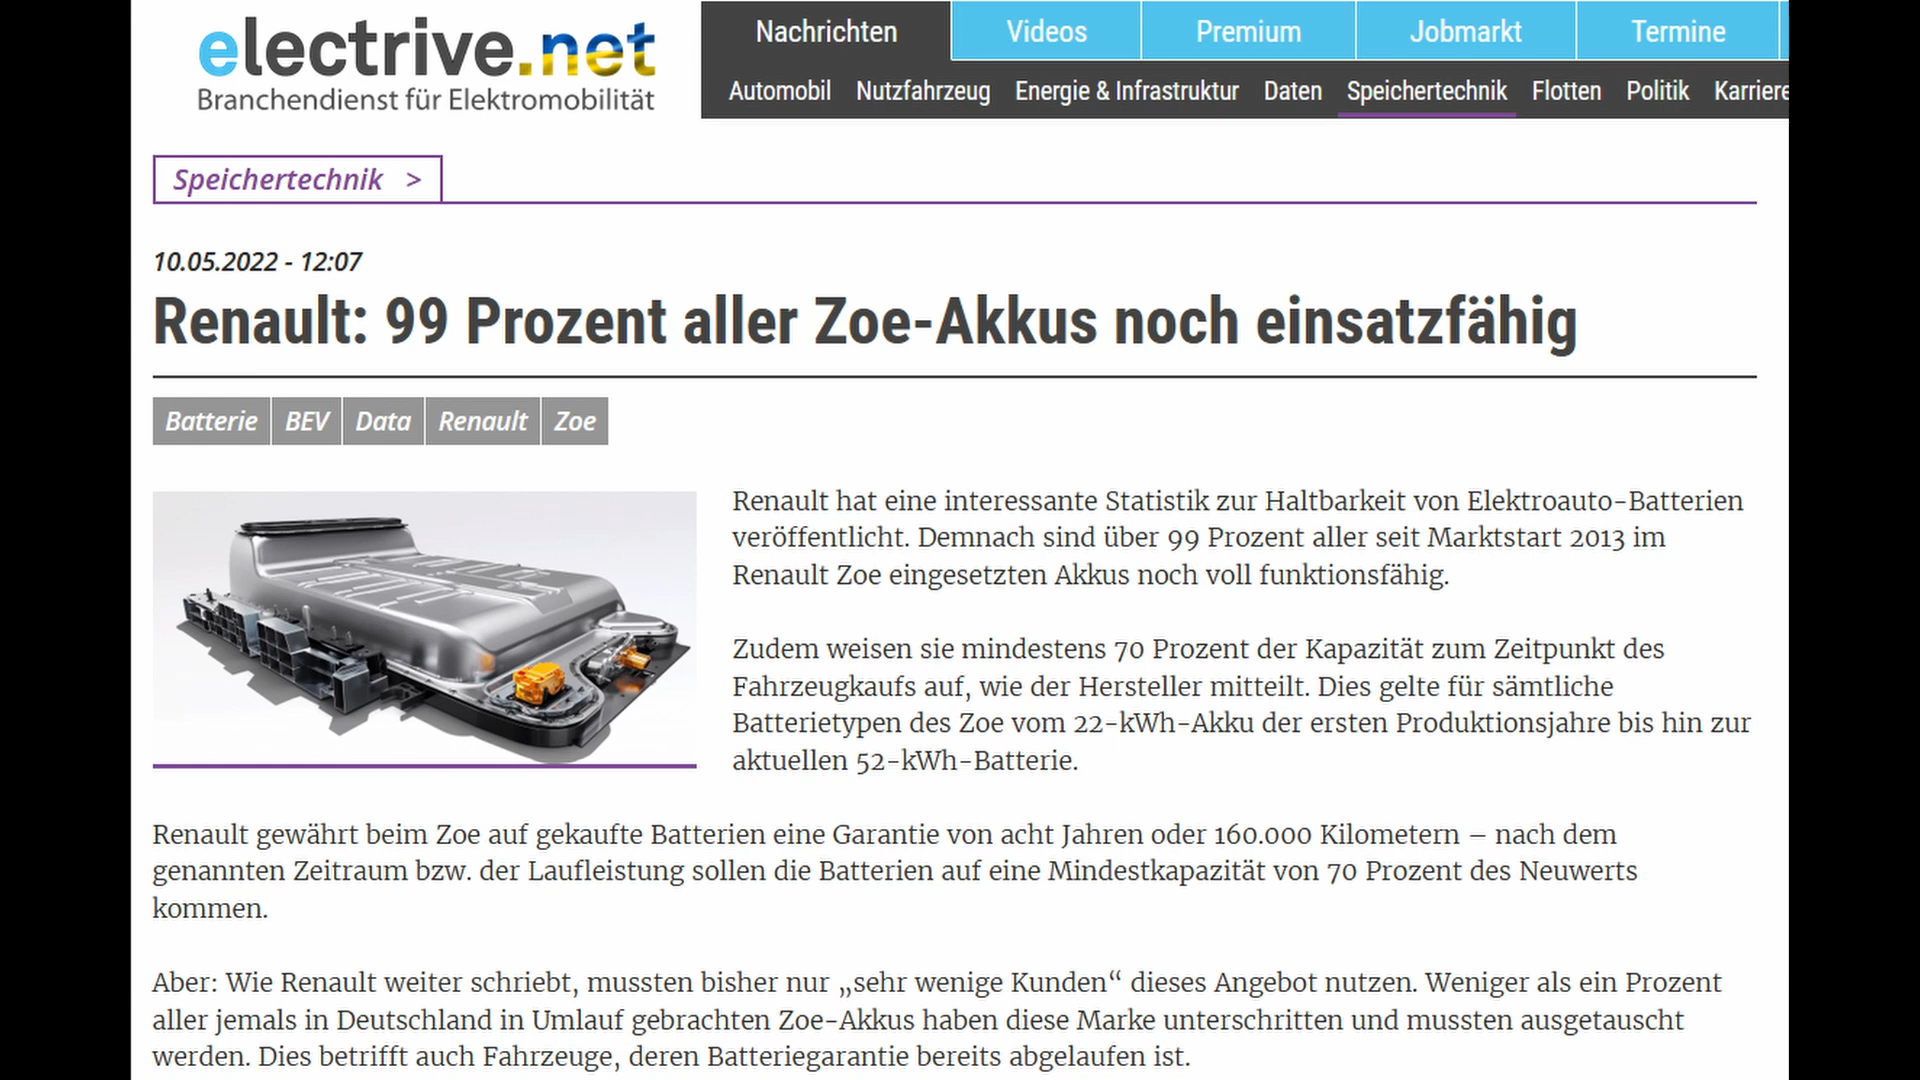 electrive.net
Branchendienst für Elektromobilität
Nachrichten
Videos
Premium
Jobmarkt
Termine
Automobil
Nutzfahrzeug
Energie & Infrastruktur
Daten
Speichertechnik
Flotten
Politik
Karriere
Speichertechnik >
10.05.2022 - 12:07
Renault: 99 Prozent aller Zoe-Akkus noch einsatzfähig
Batterie
BEV
Data
Renault
Zoe
Renault hat eine interessante Statistik zur Haltbarkeit von Elektroauto-Batterien
veröffentlicht. Demnach sind über 99 Prozent aller seit Marktstart 2013 im
Renault Zoe eingesetzten Akkus noch voll funktionsfähig.
Zudem weisen sie mindestens 70 Prozent der Kapazität zum Zeitpunkt des
Fahrzeugkaufs auf, wie der Hersteller mitteilt. Dies gelte für sämtliche
Batterietypen des Zoe vom 22-kWh-Akku der ersten Produktionsjahre bis hin zur
aktuellen 52-kWh-Batterie.
Renault gewährt beim Zoe auf gekaufte Batterien eine Garantie von acht Jahren oder 160.000 Kilometern – nach dem
genannten Zeitraum bzw. der Laufleistung sollen die Batterien auf eine Mindestkapazität von 70 Prozent des Neuwerts
kommen.
Aber: Wie Renault weiter schriebt, mussten bisher nur „sehr wenige Kunden“ dieses Angebot nutzen. Weniger als ein Prozent
aller jemals in Deutschland in Umlauf gebrachten Zoe-Akkus haben diese Marke unterschritten und mussten ausgetauscht
werden. Dies betrifft auch Fahrzeuge, deren Batteriegarantie bereits abgelaufen ist.